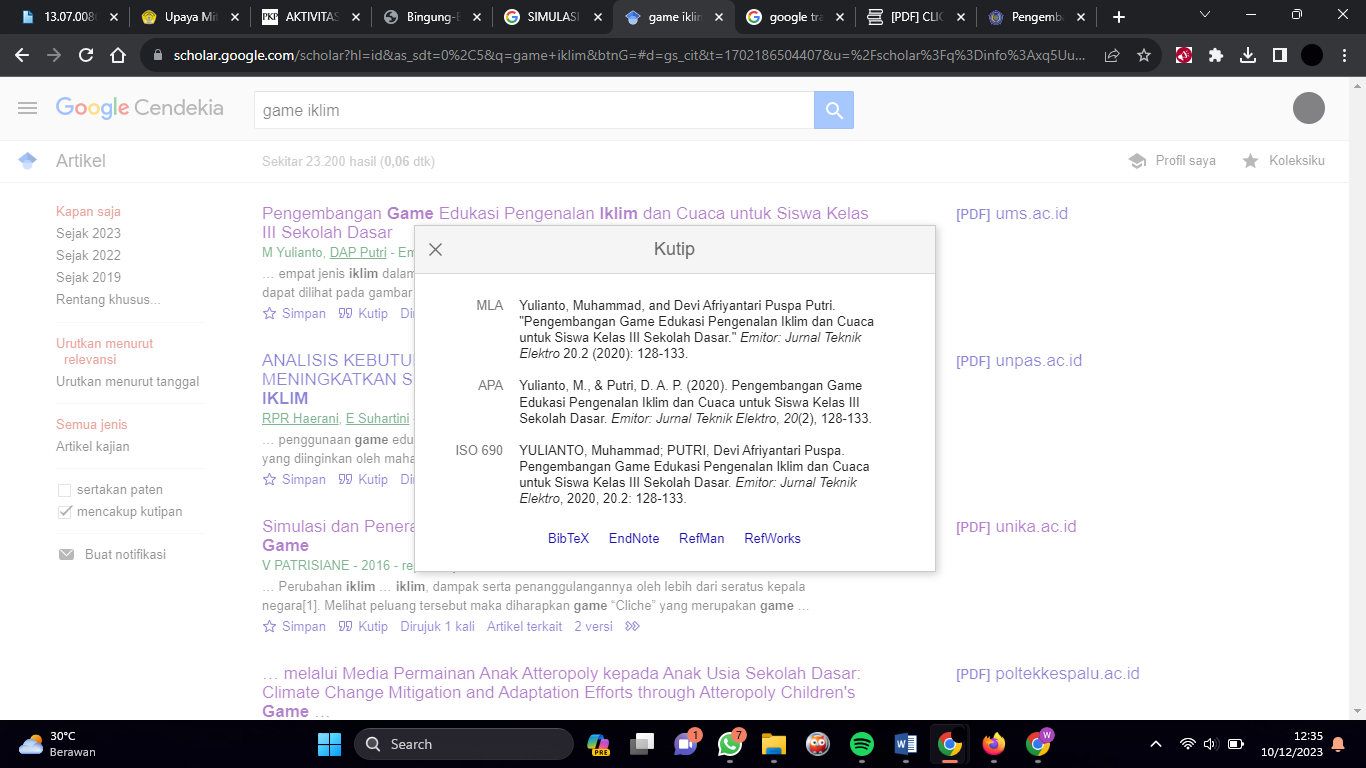 13.07.008
Upaya Mit
AKTIVITAS
Bingung-
SIMULASI
game iklim
google tra
[PDF] CLI
Pengemba
scholar.google.com/scholar?hl=id&as_sdt=0%2C5&q=game+iklim&btnG=#d=gs_cit&t=1702186504407&u=%2Fscholar%3Fq%3Dinfo%3Axq5Uu...
Google Cendekia
game iklim
Artikel
Sekitar 23.200 hasil (0,06 dtk)
Profil saya
Koleksiku
Kapan saja
Sejak 2023
Sejak 2022
Sejak 2019
Rentang khusus...
Urutkan menurut
relevansi
Urutkan menurut tanggal
Semua jenis
Artikel kajian
sertakan paten
mencakup kutipan
Buat notifikasi
Pengembangan Game Edukasi Pengenalan Iklim dan Cuaca untuk Siswa Kelas
III Sekolah Dasar
M Yulianto, DAP Putri - Em
… empat jenis iklim dalam
dapat dilihat pada gambar
Simpan Kutip Di
[PDF] ums.ac.id
ANALISIS KEBUTU
MENINGKATKAN S
IKLIM
RPR Haerani, E Suhartini -
… penggunaan game edu
yang diinginkan oleh maha
Simpan Kutip Di
[PDF] unpas.ac.id
Simulasi dan Penera
Game
V PATRISIANE - 2016 - rep
… Perubahan iklim … iklim, dampak serta penanggulangannya oleh lebih dari seratus kepala
negara[1]. Melihat peluang tersebut maka diharapkan game “Cliche” yang merupakan game …
Simpan Kutip Dirujuk 1 kali Artikel terkait 2 versi
[PDF] unika.ac.id
… melalui Media Permainan Anak Atteropoly kepada Anak Usia Sekolah Dasar:
Climate Change Mitigation and Adaptation Efforts through Atteropoly Children's
Game …
[PDF] poltekkespalu.ac.id
Kutip
MLA
Yulianto, Muhammad, and Devi Afriyantari Puspa Putri.
"Pengembangan Game Edukasi Pengenalan Iklim dan Cuaca
untuk Siswa Kelas III Sekolah Dasar." Emitor: Jurnal Teknik
Elektro 20.2 (2020): 128-133.
APA
Yulianto, M., & Putri, D. A. P. (2020). Pengembangan Game
Edukasi Pengenalan Iklim dan Cuaca untuk Siswa Kelas III
Sekolah Dasar. Emitor: Jurnal Teknik Elektro, 20(2), 128-133.
ISO 690
YULIANTO, Muhammad; PUTRI, Devi Afriyantari Puspa.
Pengembangan Game Edukasi Pengenalan Iklim dan Cuaca
untuk Siswa Kelas III Sekolah Dasar. Emitor: Jurnal Teknik
Elektro, 2020, 20.2: 128-133.
BibTeX EndNote RefMan RefWorks
30°C
Berawan
Search
PRE
1
7
W
12:35
10/12/2023